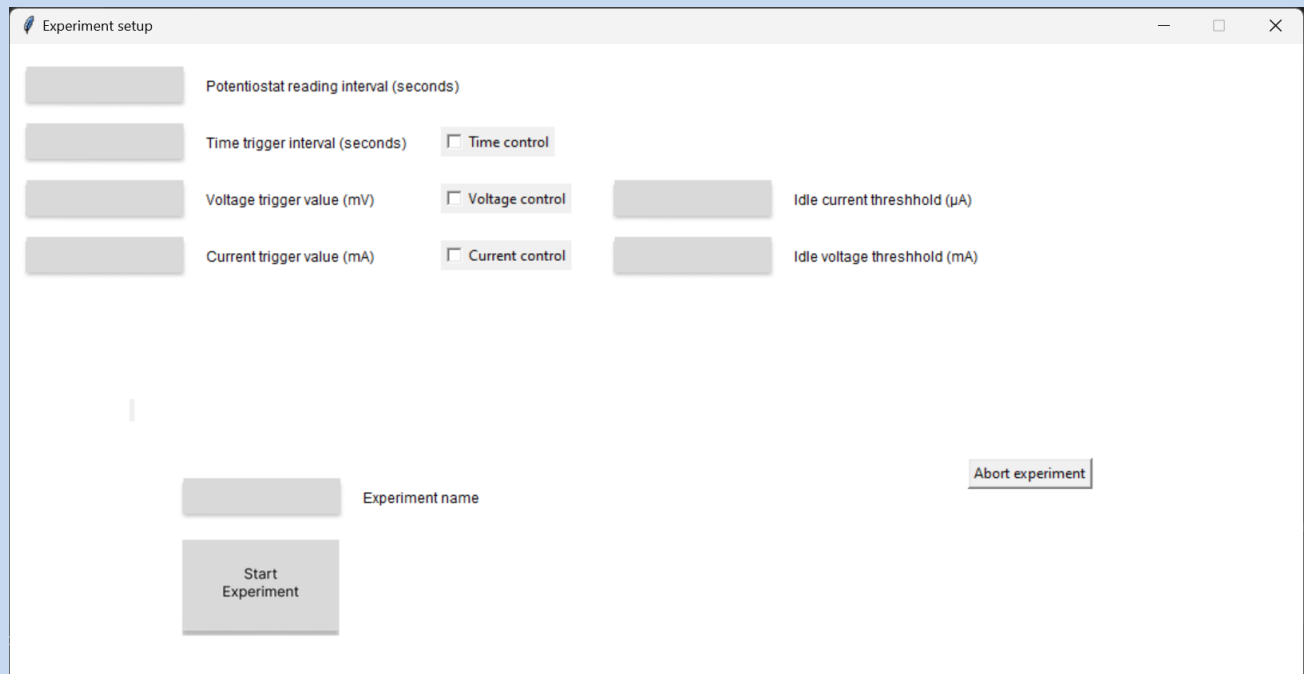 Experiment setup
Potentiostat reading interval (seconds)
Time trigger interval (seconds) Time control
Voltage trigger value (mV) Voltage control Idle current threshhold (µA)
Current trigger value (mA) Current control Idle voltage threshhold (mA)
Abort experiment
Experiment name
Start
Experiment